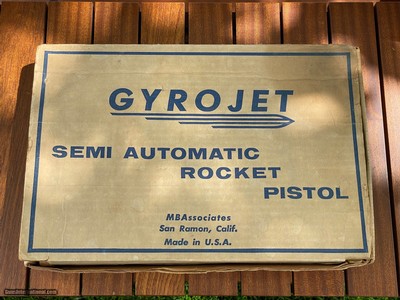 GYROJET
SEMI AUTOMATIC
ROCKET
PISTOL
MBAssociates
San Ramon, Calif.
Made in U.S.A.